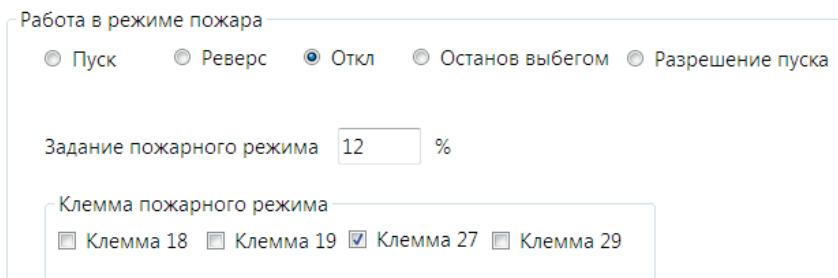 Работа в режиме пожара
Пуск Реверс Откл Останов выбегом Разрешение пуска
Задание пожарного режима 12 %
Клемма пожарного режима
Клемма 18 Клемма 19 Клемма 27 Клемма 29